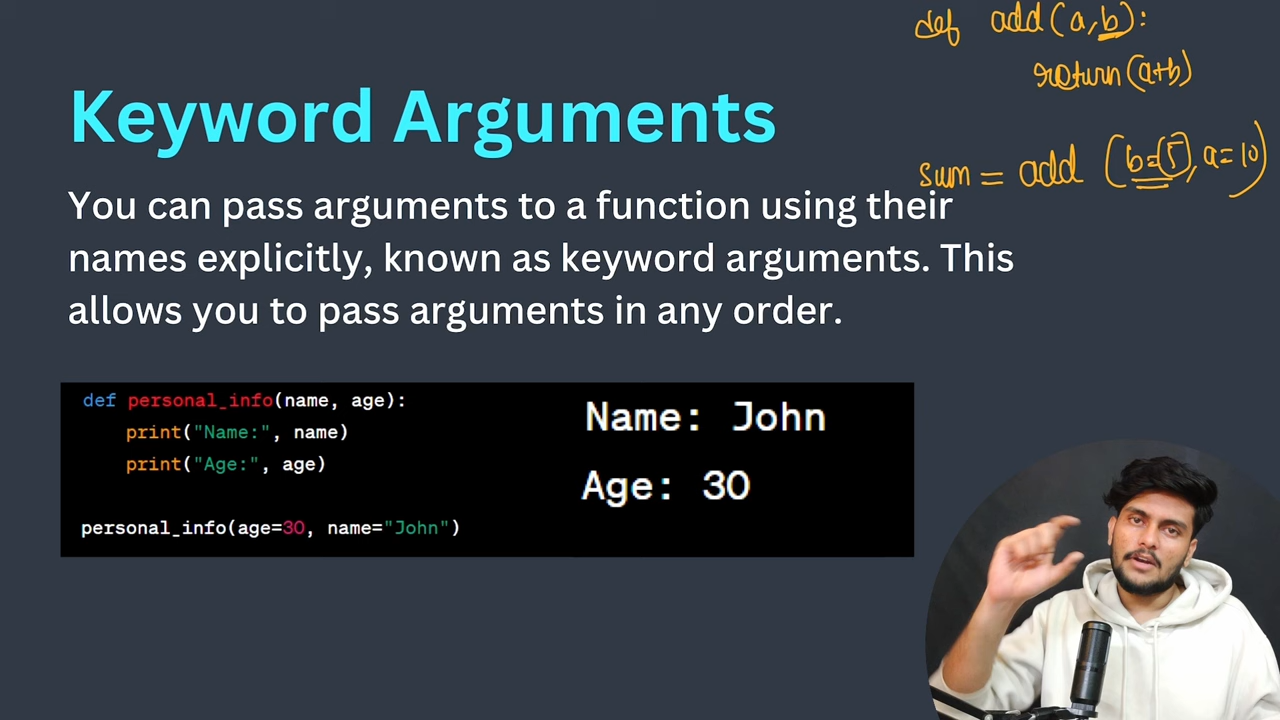 def add(a,b):
return(a+b)
sum = add (b=(5), a=10)
Keyword Arguments
You can pass arguments to a function using their
names explicitly, known as keyword arguments. This
allows you to pass arguments in any order.
def personal_info(name, age):
print("Name:", name)
print("Age:", age)
personal_info(age=30, name="John")
Name: John
Age: 30